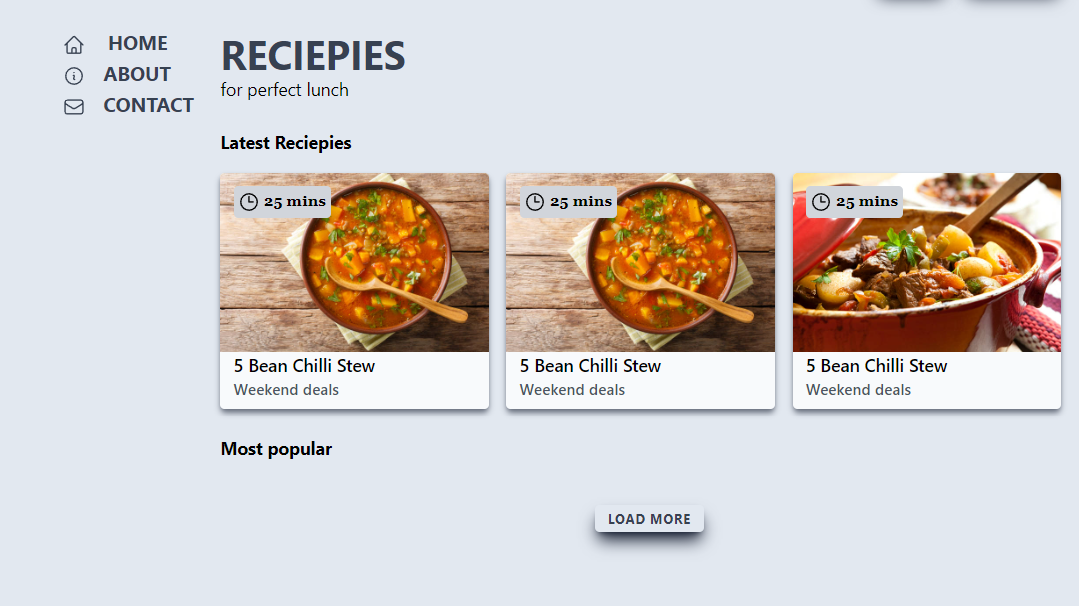 HOME
ABOUT
CONTACT
RECIEPIES
for perfect lunch
Latest Reciepies
25 mins
25 mins
25 mins
5 Bean Chilli Stew
Weekend deals
5 Bean Chilli Stew
Weekend deals
5 Bean Chilli Stew
Weekend deals
Most popular
LOAD MORE